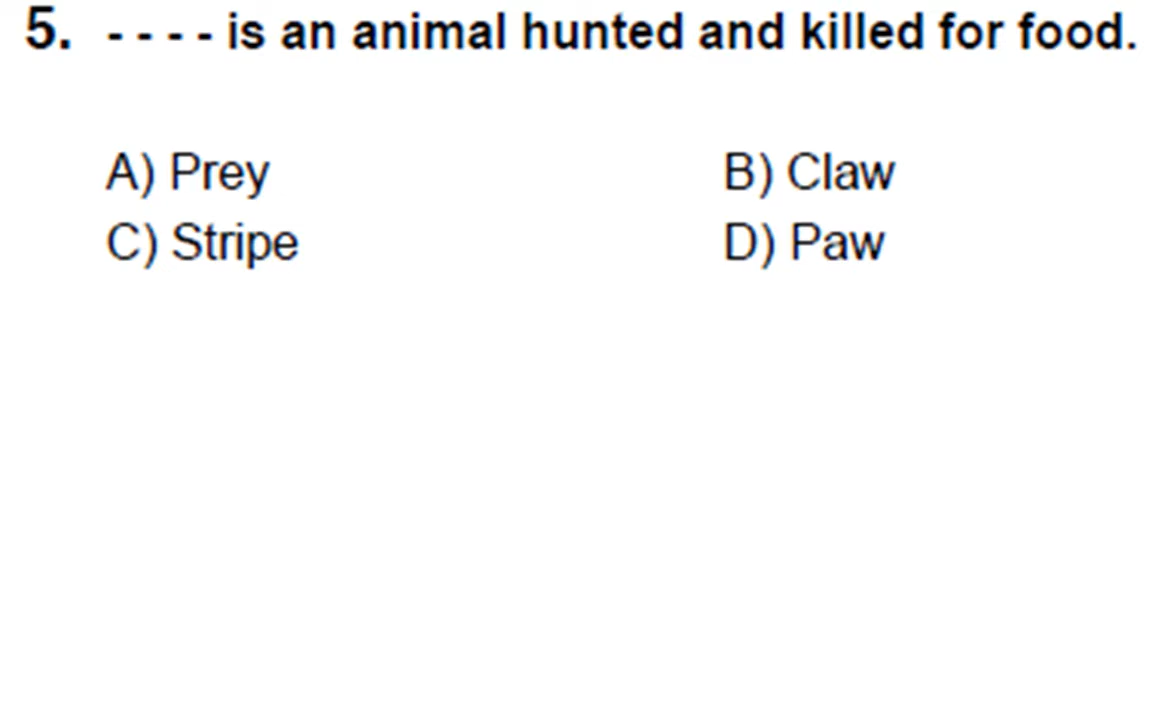 5. - - - - is an animal hunted and killed for food.
A) Prey B) Claw
C) Stripe D) Paw